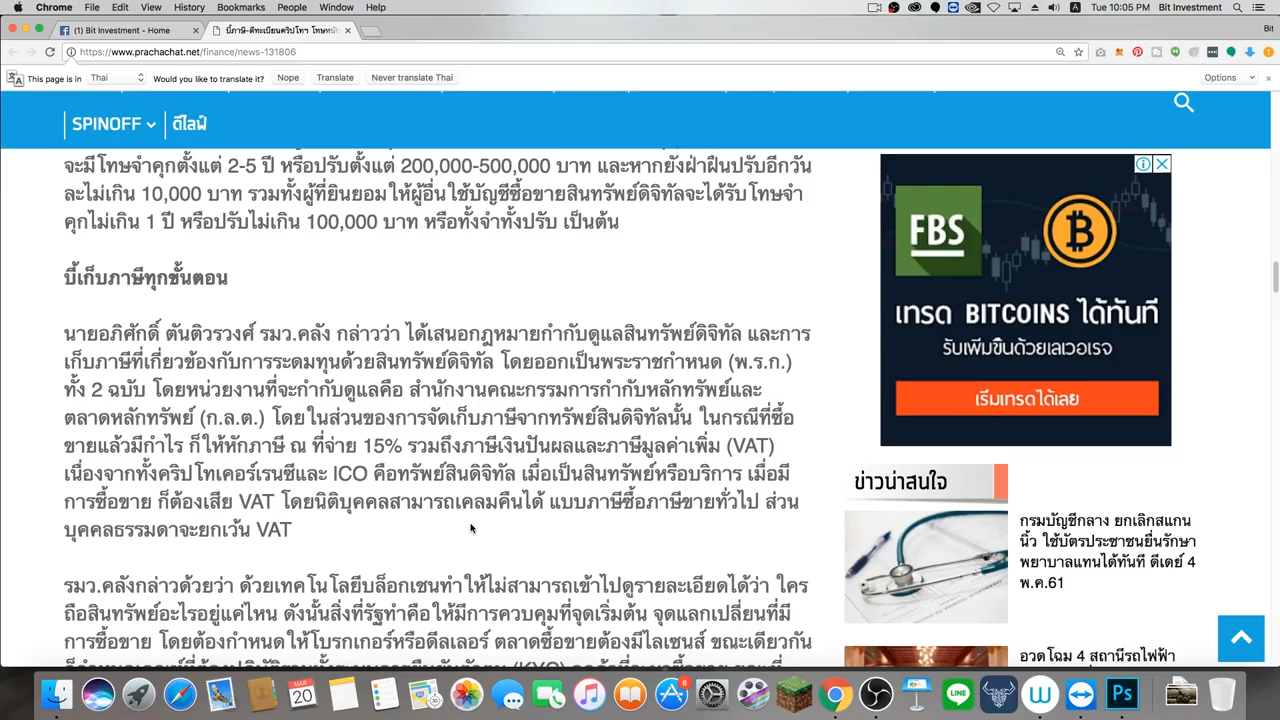 Chrome File Edit View History Bookmarks People Window Help
Tue 10:05 PM Bit Investment
(1) Bit Investment - Home
บี้ภาษี-ตีทะเบียนคริปโทฯ โทษหนัก
Bit
https://www.prachachat.net/finance/news-131806
This page is in Thai Would you like to translate it? Nope Translate Never translate Thai Options
SPINOFF ดีไลฟ์
จะมีโทษจำคุกตั้งแต่ 2-5 ปี หรือปรับตั้งแต่ 200,000-500,000 บาท และหากยังฝ่าฝืนปรับอีกวัน
ละไม่เกิน 10,000 บาท รวมทั้งผู้ที่ยินยอมให้ผู้อื่นใช้บัญชีซื้อขายสินทรัพย์ดิจิทัลจะได้รับโทษจำ
คุกไม่เกิน 1 ปี หรือปรับไม่เกิน 100,000 บาท หรือทั้งจำทั้งปรับ เป็นต้น
บี้เก็บภาษีทุกขั้นตอน
นายอภิศักดิ์ ตันติวรวงศ์ รมว.คลัง กล่าวว่า ได้เสนอกฎหมายกำกับดูแลสินทรัพย์ดิจิทัล และการ
เก็บภาษีที่เกี่ยวข้องกับการระดมทุนด้วยสินทรัพย์ดิจิทัล โดยออกเป็นพระราชกำหนด (พ.ร.ก.)
ทั้ง 2 ฉบับ โดยหน่วยงานที่จะกำกับดูแลคือ สำนักงานคณะกรรมการกำกับหลักทรัพย์และ
ตลาดหลักทรัพย์ (ก.ล.ต.) โดยในส่วนของการจัดเก็บภาษีจากทรัพย์สินดิจิทัลนั้น ในกรณีที่ซื้อ
ขายแล้วมีกำไร ก็ให้หักภาษี ณ ที่จ่าย 15% รวมถึงภาษีเงินปันผลและภาษีมูลค่าเพิ่ม (VAT)
เนื่องจากทั้งคริปโทเคอร์เรนซีและ ICO คือทรัพย์สินดิจิทัล เมื่อเป็นสินทรัพย์หรือบริการ เมื่อมี
การซื้อขาย ก็ต้องเสีย VAT โดยนิติบุคคลสามารถเคลมคืนได้ แบบภาษีซื้อภาษีขายทั่วไป ส่วน
บุคคลธรรมดาจะยกเว้น VAT
รมว.คลังกล่าวด้วยว่า ด้วยเทคโนโลยีบล็อกเชนทำให้ไม่สามารถเข้าไปดูรายละเอียดได้ว่า ใคร
ถือสินทรัพย์อะไรอยู่แค่ไหน ดังนั้นสิ่งที่รัฐทำคือให้มีการควบคุมที่จุดเริ่มต้น จุดแลกเปลี่ยนที่มี
การซื้อขาย โดยต้องกำหนดให้โบรกเกอร์หรือดีลเลอร์ ตลาดซื้อขายต้องมีไลเซนส์ ขณะเดียวกัน
FBS
เทรด BITCOINS ได้ทันที
รับเพิ่มขึ้นด้วยเลเวอเรจ
เริ่มเทรดได้เลย
ข่าวน่าสนใจ
กรมบัญชีกลาง ยกเลิกสแกน
นิ้ว ใช้บัตรประชาชนยื่นรักษา
พยาบาลแทนได้ทันที ดีเดย์ 4
พ.ค.61
อวดโฉม 4 สถานีรถไฟฟ้า
MAR
20
6
LINE
W
Ps